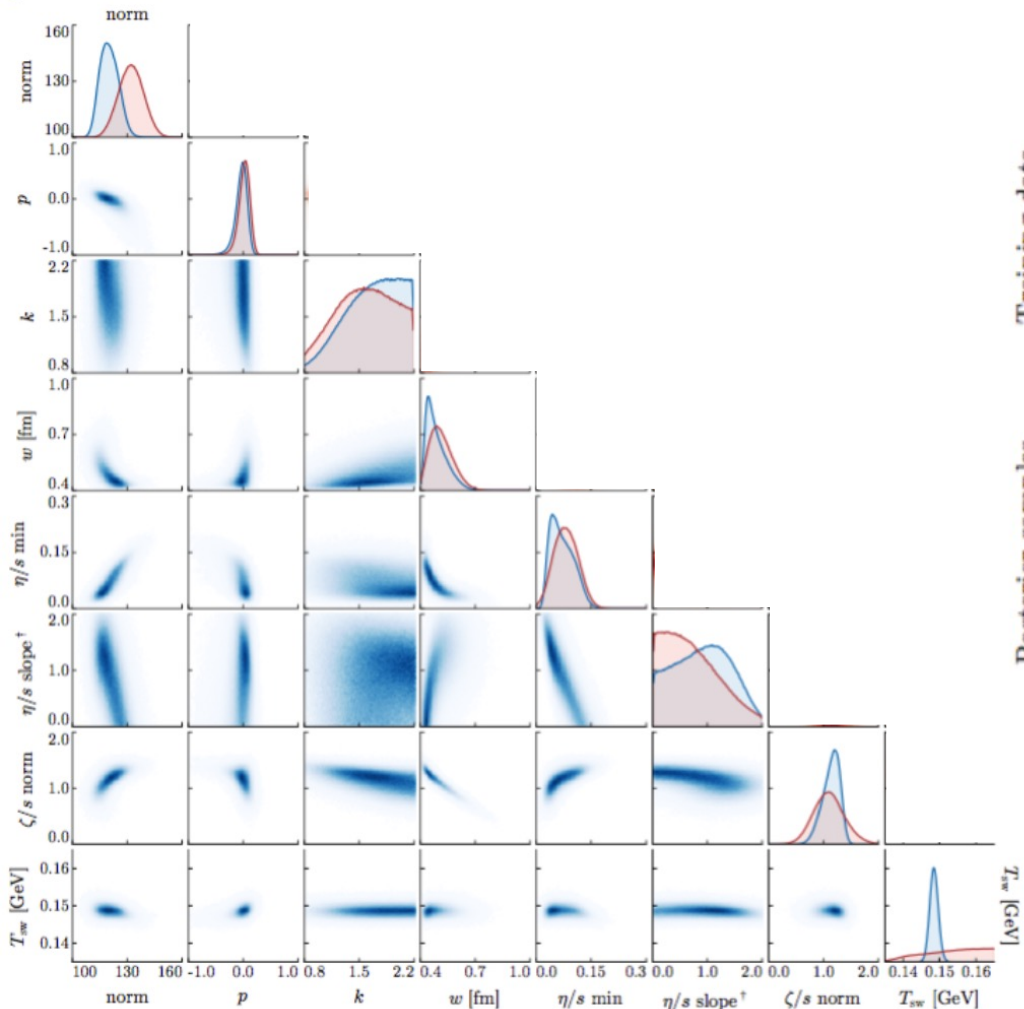 norm
norm
160
130
100
p
1.0
0.0
-1.0
k
2.2
1.5
0.8
w [fm]
1.0
0.7
0.4
η/s min
0.3
0.15
0.0
η/s slope†
2.0
1.0
0.0
ζ/s norm
2.0
1.0
0.0
T_sw [GeV]
0.16
0.15
0.14
T_sw [GeV]
100 130 160 -1.0 0.0 1.0 0.8 1.5 2.2 0.4 0.7 1.0 0.0 0.15 0.3 0.0 1.0 2.0 0.0 1.0 2.0 0.14 0.15 0.16
norm p k w [fm] η/s min η/s slope† ζ/s norm T_sw [GeV]